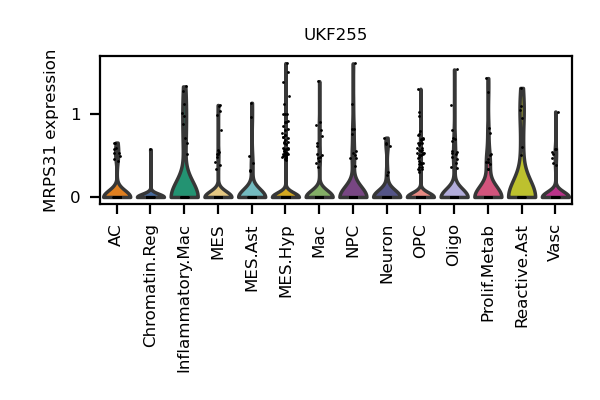 UKF255
MRPS31 expression
1
0
AC
Chromatin.Reg
Inflammatory.Mac
MES
MES.Ast
MES.Hyp
Mac
NPC
Neuron
OPC
Oligo
Prolif.Metab
Reactive.Ast
Vasc